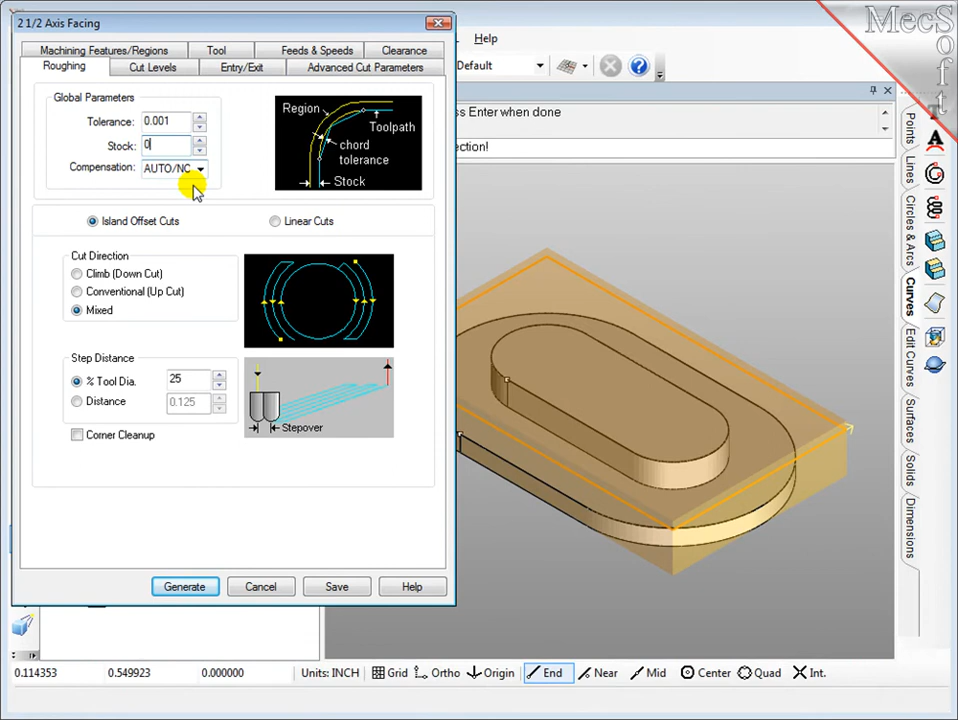 2 1/2 Axis Facing
Machining Features/Regions
Tool
Feeds & Speeds
Clearance
Roughing
Cut Levels
Entry/Exit
Advanced Cut Parameters
Global Parameters
Tolerance: 0.001
Stock: 0
Compensation: AUTO/NC
Region
Toolpath
chord
tolerance
Stock
Island Offset Cuts
Linear Cuts
Cut Direction
Climb (Down Cut)
Conventional (Up Cut)
Mixed
Step Distance
% Tool Dia. 25
Distance 0.125
Stepover
Corner Cleanup
Generate
Cancel
Save
Help
Help
Default
ss Enter when done
ection!
MecSoft
Points
Lines
Circles & Arcs
Curves
Edit Curves
Surfaces
Solids
Dimensions
0.114353 0.549923 0.000000 Units: INCH Grid Ortho Origin End Near Mid Center Quad Int.